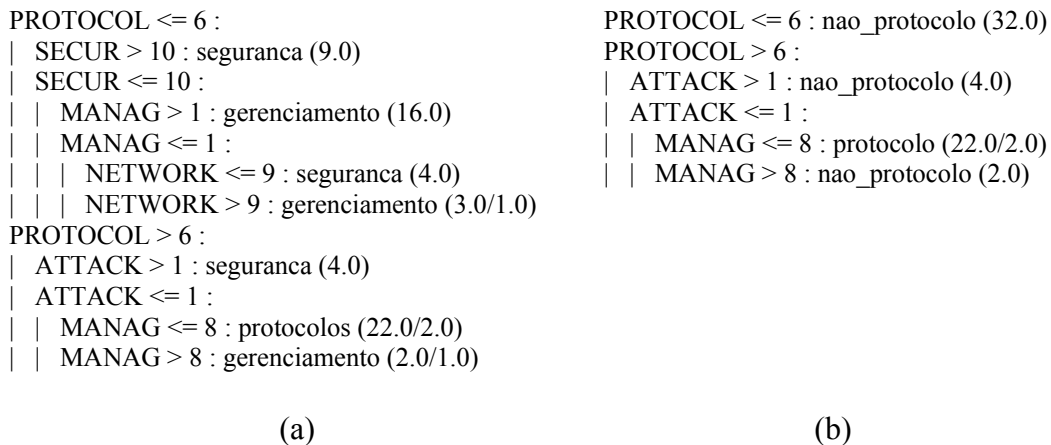 PROTOCOL <= 6 :
| SECUR > 10 : seguranca (9.0)
| SECUR <= 10 :
| | MANAG > 1 : gerenciamento (16.0)
| | MANAG <= 1 :
| | | NETWORK <= 9 : seguranca (4.0)
| | | NETWORK > 9 : gerenciamento (3.0/1.0)
PROTOCOL > 6 :
| ATTACK > 1 : seguranca (4.0)
| ATTACK <= 1 :
| | MANAG <= 8 : protocolos (22.0/2.0)
| | MANAG > 8 : gerenciamento (2.0/1.0)
(a)
PROTOCOL <= 6 : nao_protocolo (32.0)
PROTOCOL > 6 :
| ATTACK > 1 : nao_protocolo (4.0)
| ATTACK <= 1 :
| | MANAG <= 8 : protocolo (22.0/2.0)
| | MANAG > 8 : nao_protocolo (2.0)
(b)